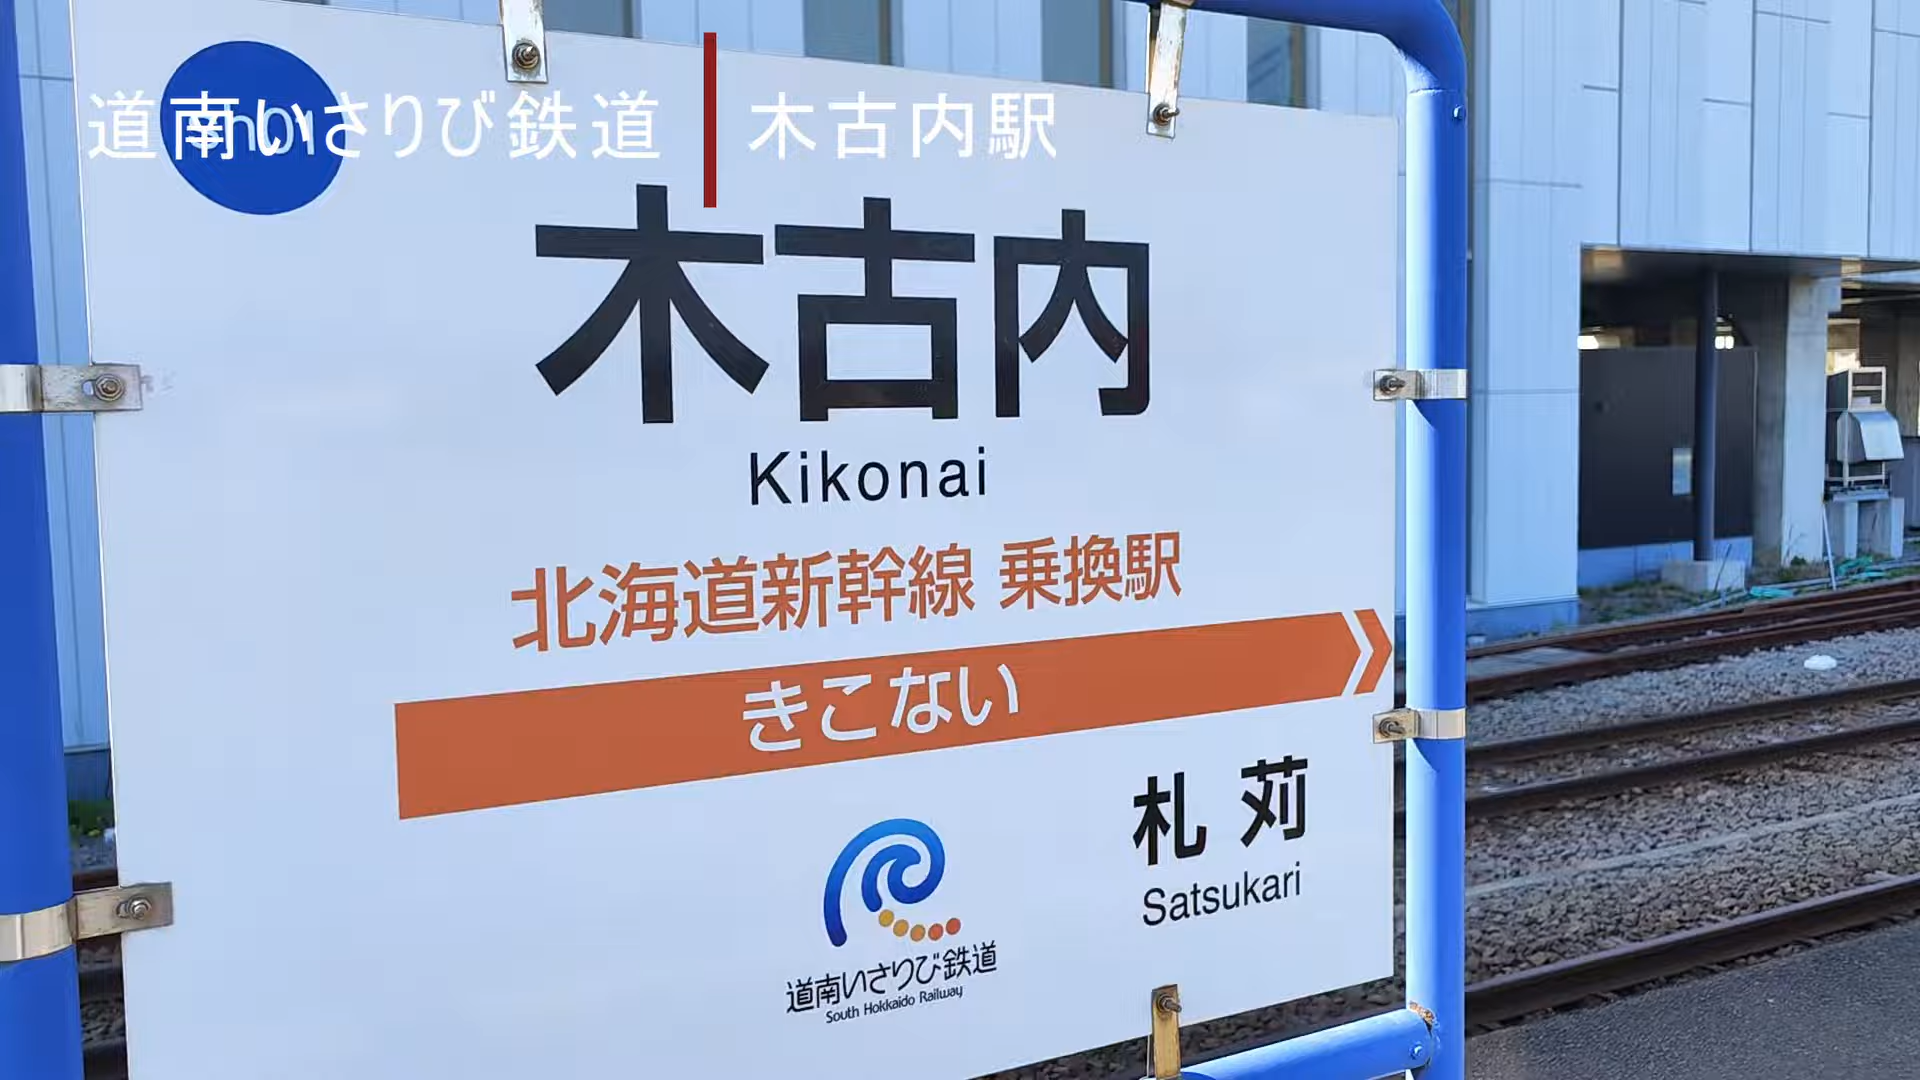 道南いさりび鉄道 木古内駅
sh01
木古内
Kikonai
北海道新幹線 乗換駅
きこない
札苅
Satsukari
道南いさりび鉄道
South Hokkaido Railway